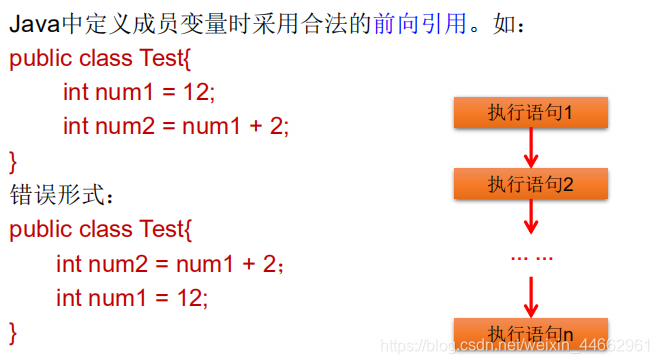 Java中定义成员变量时采用合法的前向引用。如：
public class Test{
int num1 = 12;
int num2 = num1 + 2;
}
错误形式：
public class Test{
int num2 = num1 + 2；
int num1 = 12;
}
执行语句1
执行语句2
... ...
执行语句n
https://blog.csdn.net/weixin_44662961